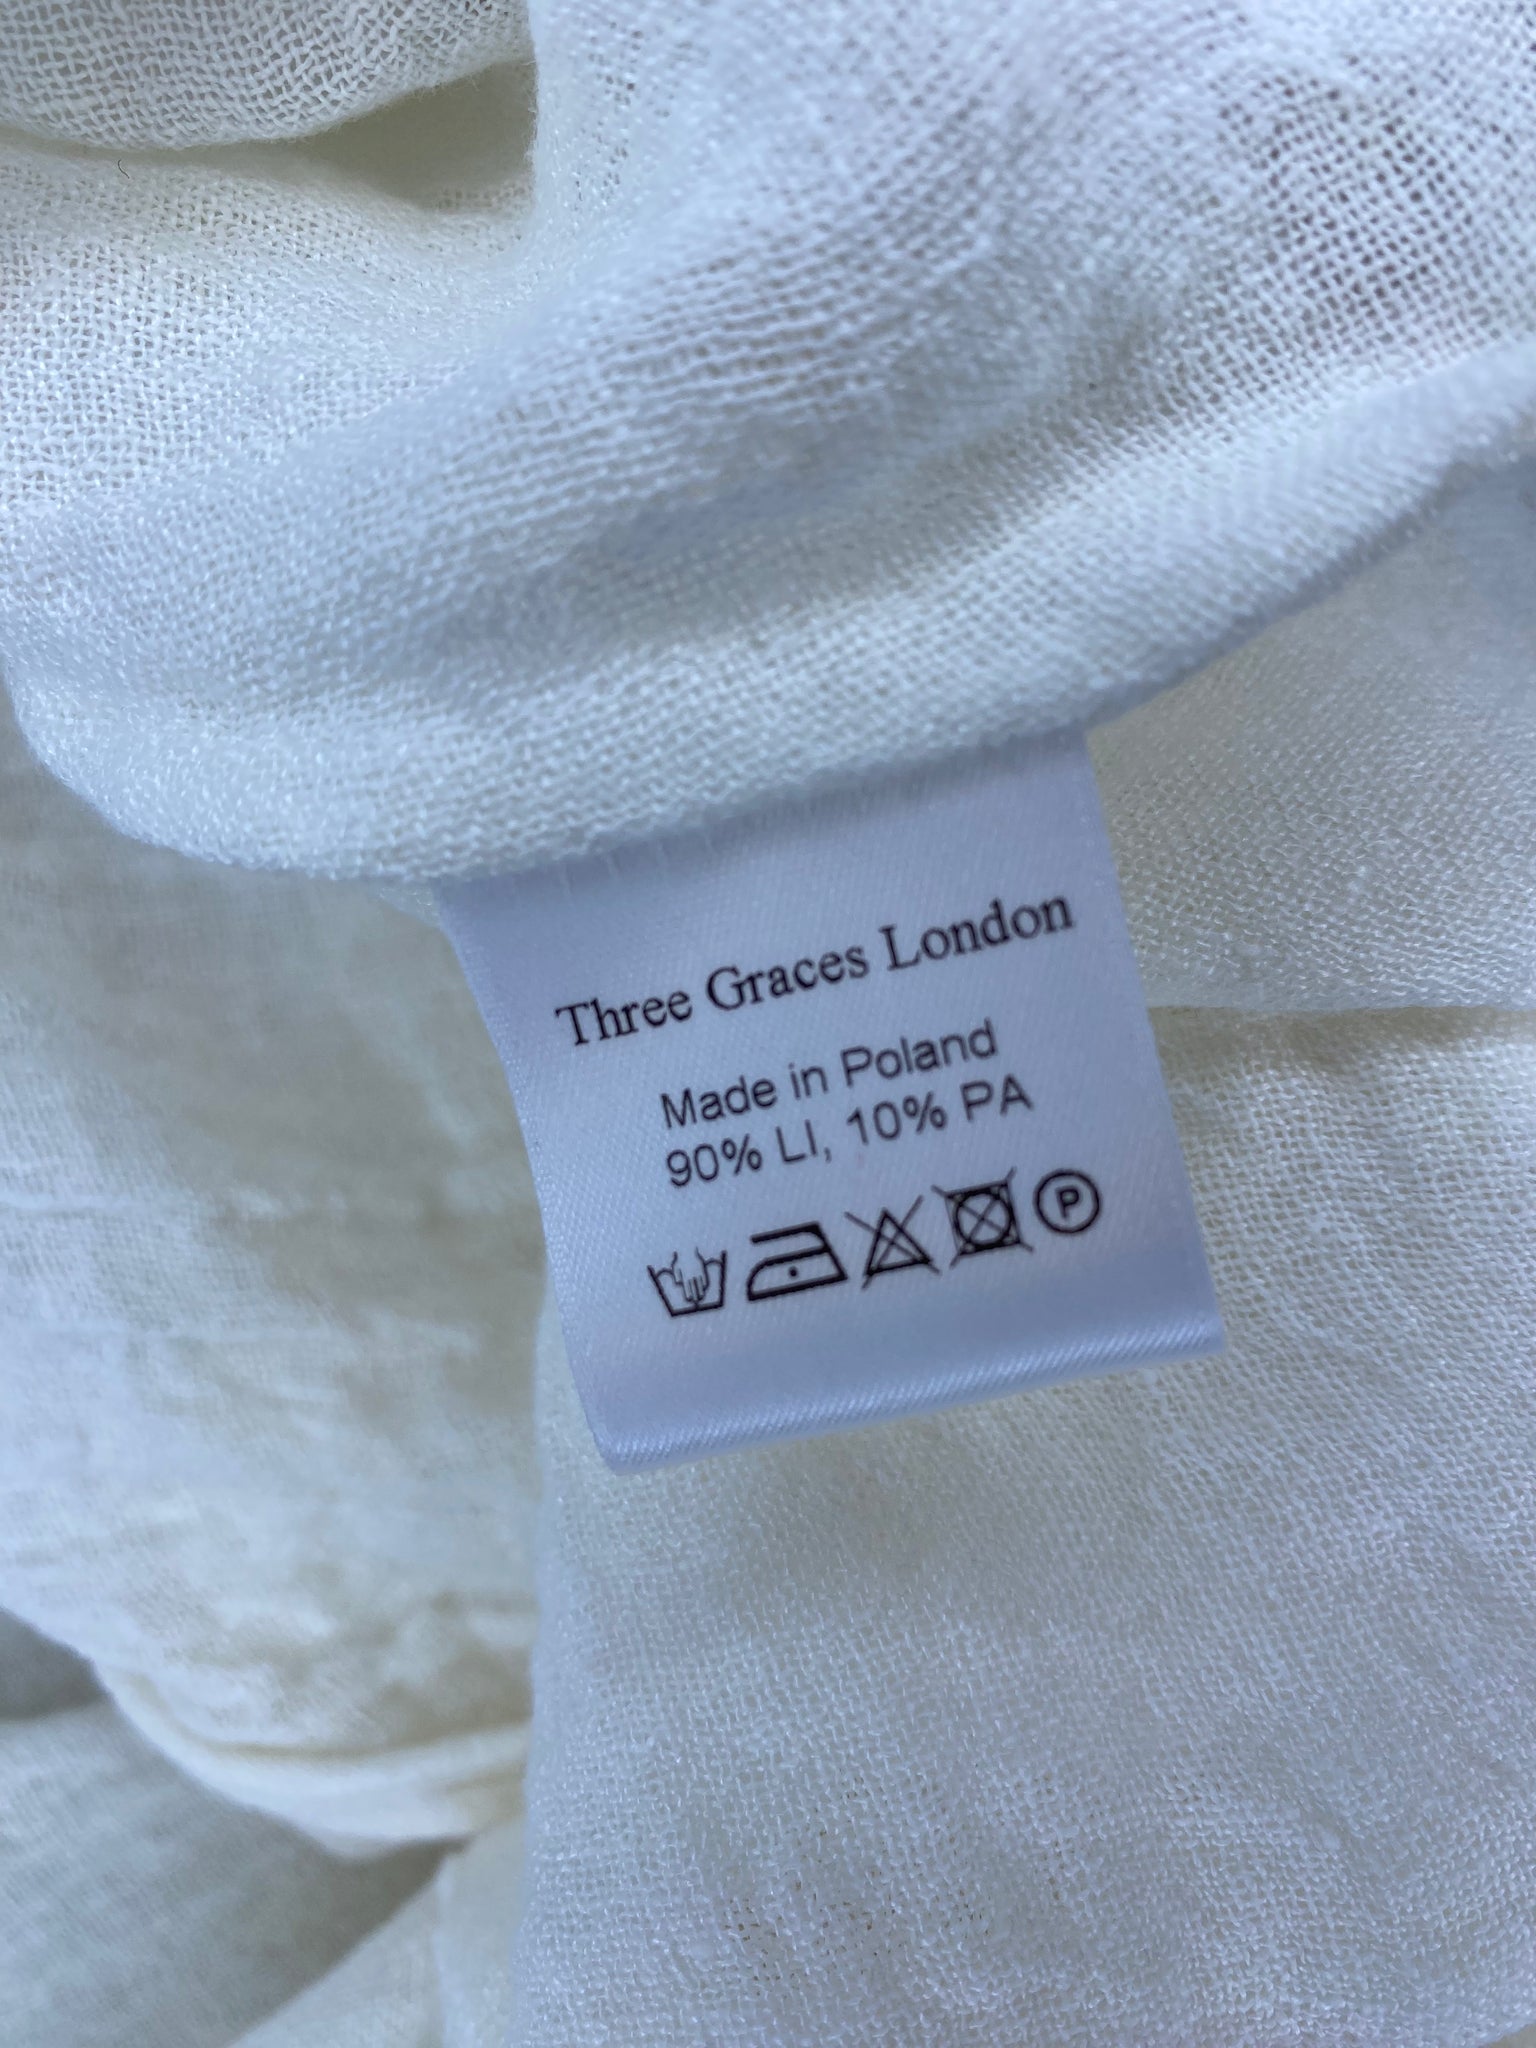 Three Graces London
Made in Poland
90% LI, 10% PA
P